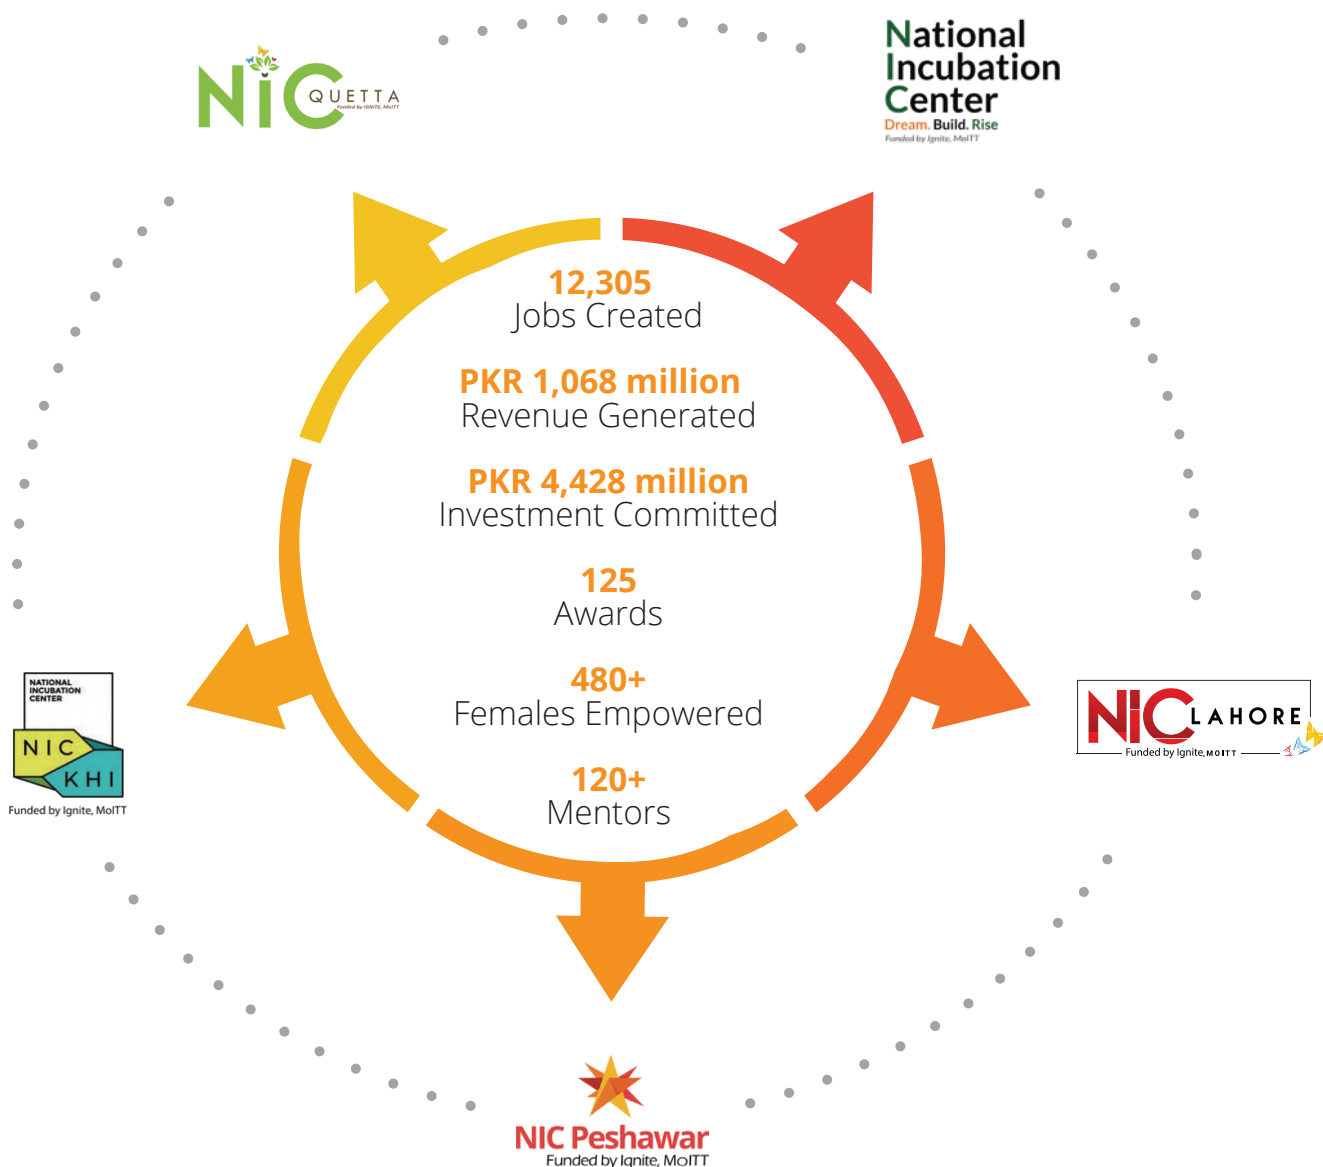 NiC QUETTA
Funded by IGNITE, MoITT
National
Incubation
Center
Dream. Build. Rise
Funded by Ignite, MoITT
12,305
Jobs Created
PKR 1,068 million
Revenue Generated
PKR 4,428 million
Investment Committed
125
Awards
480+
Females Empowered
120+
Mentors
NATIONAL
INCUBATION
CENTER
NIC
KHI
Funded by Ignite, MoITT
NIC LAHORE
Funded by Ignite, MOITT
NIC Peshawar
Funded by Ignite, MoITT